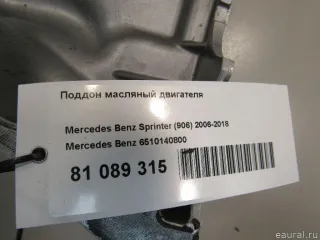 Поддон масляный двигателя
Mercedes Benz Sprinter (906) 2006-2018
Mercedes Benz 6510140800
81 089 315
eaural.ru